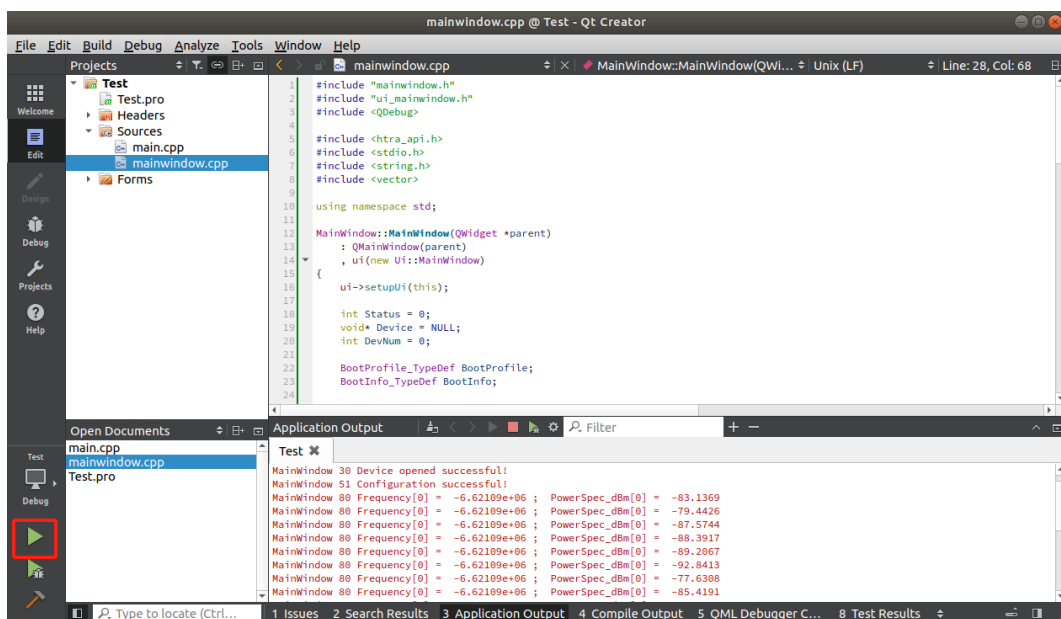 mainwindow.cpp @ Test - Qt Creator
File Edit Build Debug Analyze Tools Window Help
Projects
mainwindow.cpp
MainWindow::MainWindow(QWi...
Unix (LF)
Line: 28, Col: 68
Welcome
Edit
Design
Debug
Projects
Help
Test
Test.pro
Headers
Sources
main.cpp
mainwindow.cpp
Forms
1 #include "mainwindow.h"
2 #include "ui_mainwindow.h"
3 #include <QDebug>
4
5 #include <htra_api.h>
6 #include <stdio.h>
7 #include <string.h>
8 #include <vector>
9
10 using namespace std;
11
12 MainWindow::MainWindow(QWidget *parent)
13 : QMainWindow(parent)
14 , ui(new Ui::MainWindow)
15 {
16 ui->setupUi(this);
17
18 int Status = 0;
19 void* Device = NULL;
20 int DevNum = 0;
21
22 BootProfile_TypeDef BootProfile;
23 BootInfo_TypeDef BootInfo;
24
Open Documents
main.cpp
mainwindow.cpp
Test.pro
Test
Debug
Application Output
Filter
Test
MainWindow 30 Device opened successful!
MainWindow 51 Configuration successful!
MainWindow 80 Frequency[0] = -6.62109e+06 ; PowerSpec_dBm[0] = -83.1369
MainWindow 80 Frequency[0] = -6.62109e+06 ; PowerSpec_dBm[0] = -79.4426
MainWindow 80 Frequency[0] = -6.62109e+06 ; PowerSpec_dBm[0] = -87.5744
MainWindow 80 Frequency[0] = -6.62109e+06 ; PowerSpec_dBm[0] = -88.3917
MainWindow 80 Frequency[0] = -6.62109e+06 ; PowerSpec_dBm[0] = -89.2067
MainWindow 80 Frequency[0] = -6.62109e+06 ; PowerSpec_dBm[0] = -92.8413
MainWindow 80 Frequency[0] = -6.62109e+06 ; PowerSpec_dBm[0] = -77.6308
MainWindow 80 Frequency[0] = -6.62109e+06 ; PowerSpec_dBm[0] = -85.4191
Type to locate (Ctrl...
1 Issues 2 Search Results 3 Application Output 4 Compile Output 5 QML Debugger C... 8 Test Results